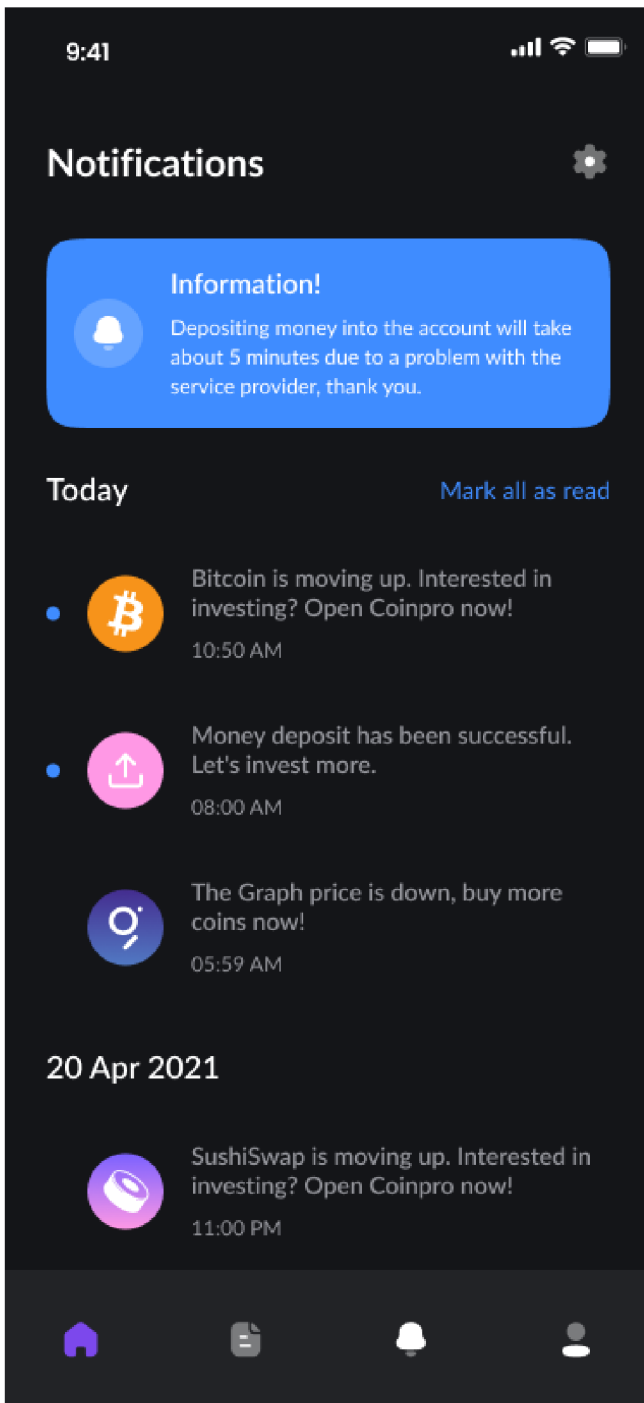 9:41
Notifications
Information!
Depositing money into the account will take
about 5 minutes due to a problem with the
service provider, thank you.
Today
Mark all as read
Bitcoin is moving up. Interested in
investing? Open Coinpro now!
10:50 AM
Money deposit has been successful.
Let's invest more.
08:00 AM
The Graph price is down, buy more
coins now!
05:59 AM
20 Apr 2021
SushiSwap is moving up. Interested in
investing? Open Coinpro now!
11:00 PM